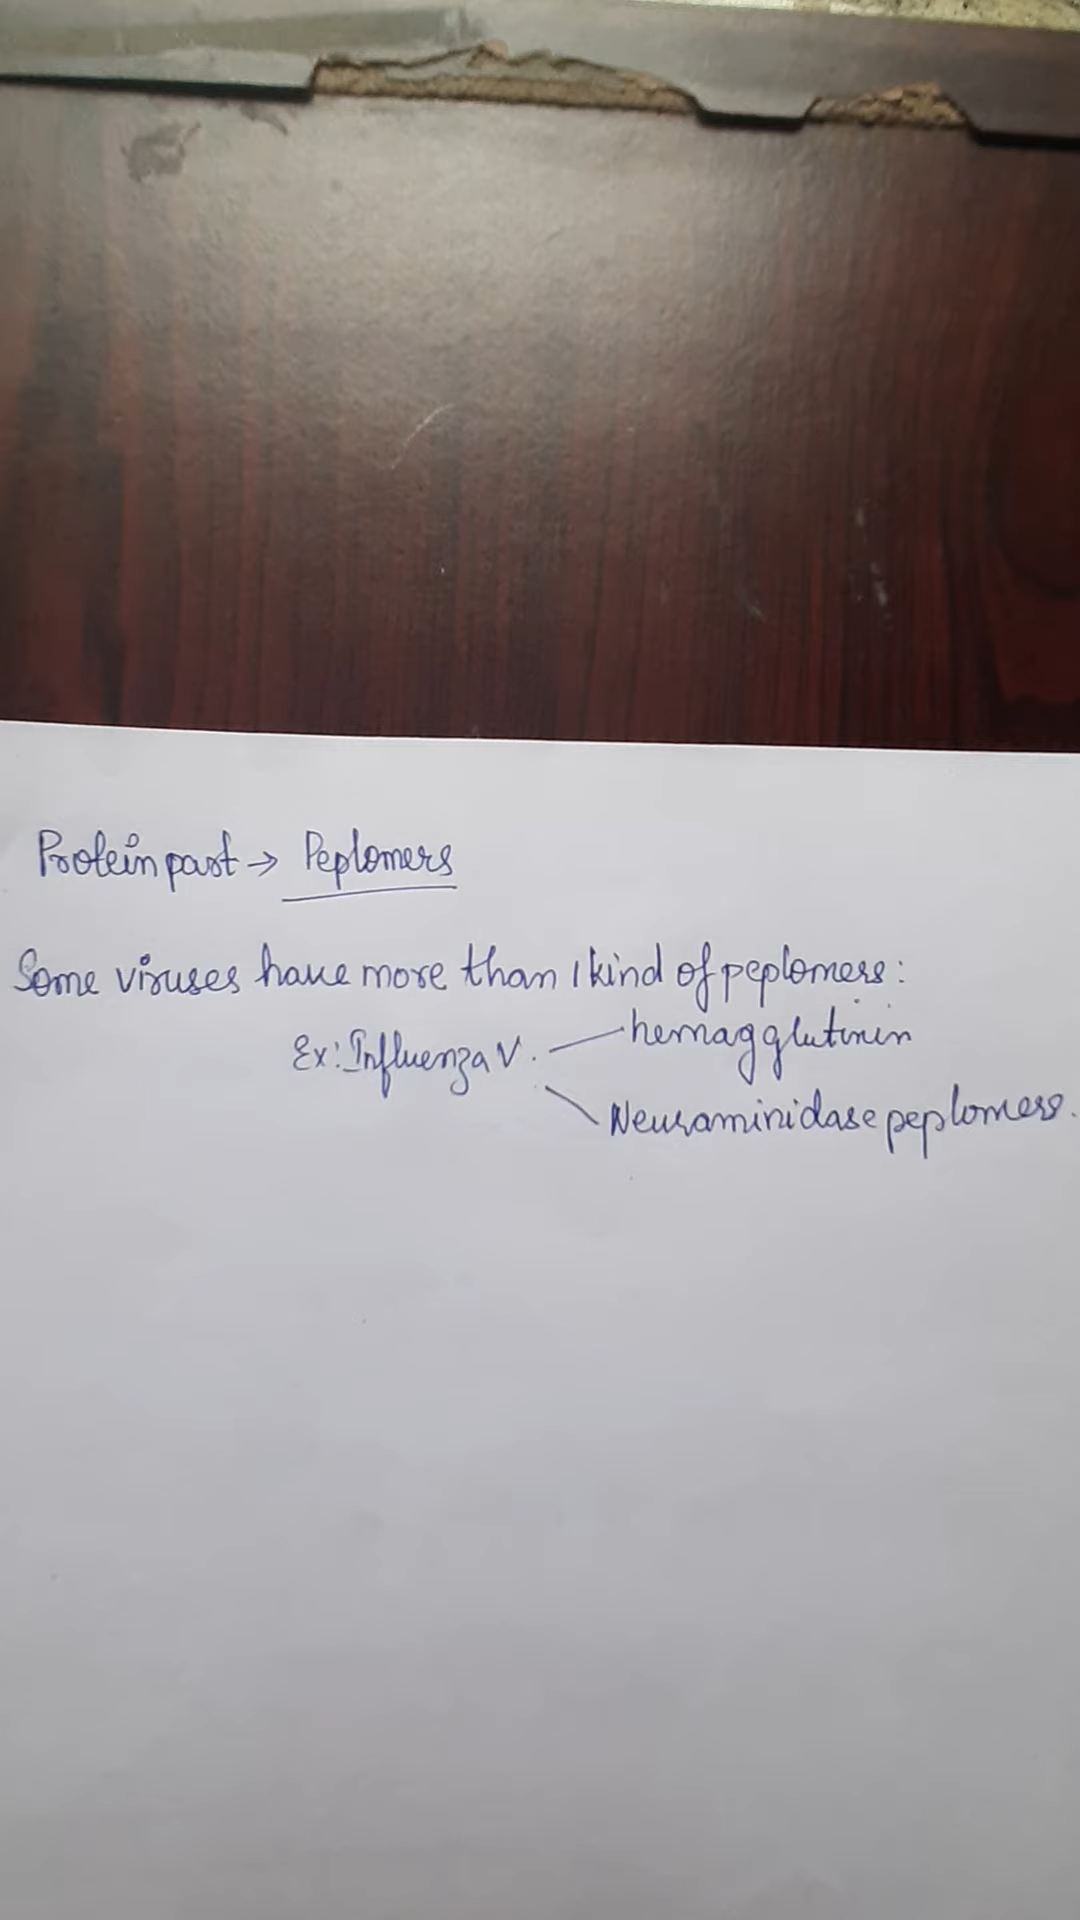 Protein part → Peplomers
Some viruses have more than 1 kind of peplomers:
Ex: Influenza V.
hemagglutinin
Neuraminidase peplomers.